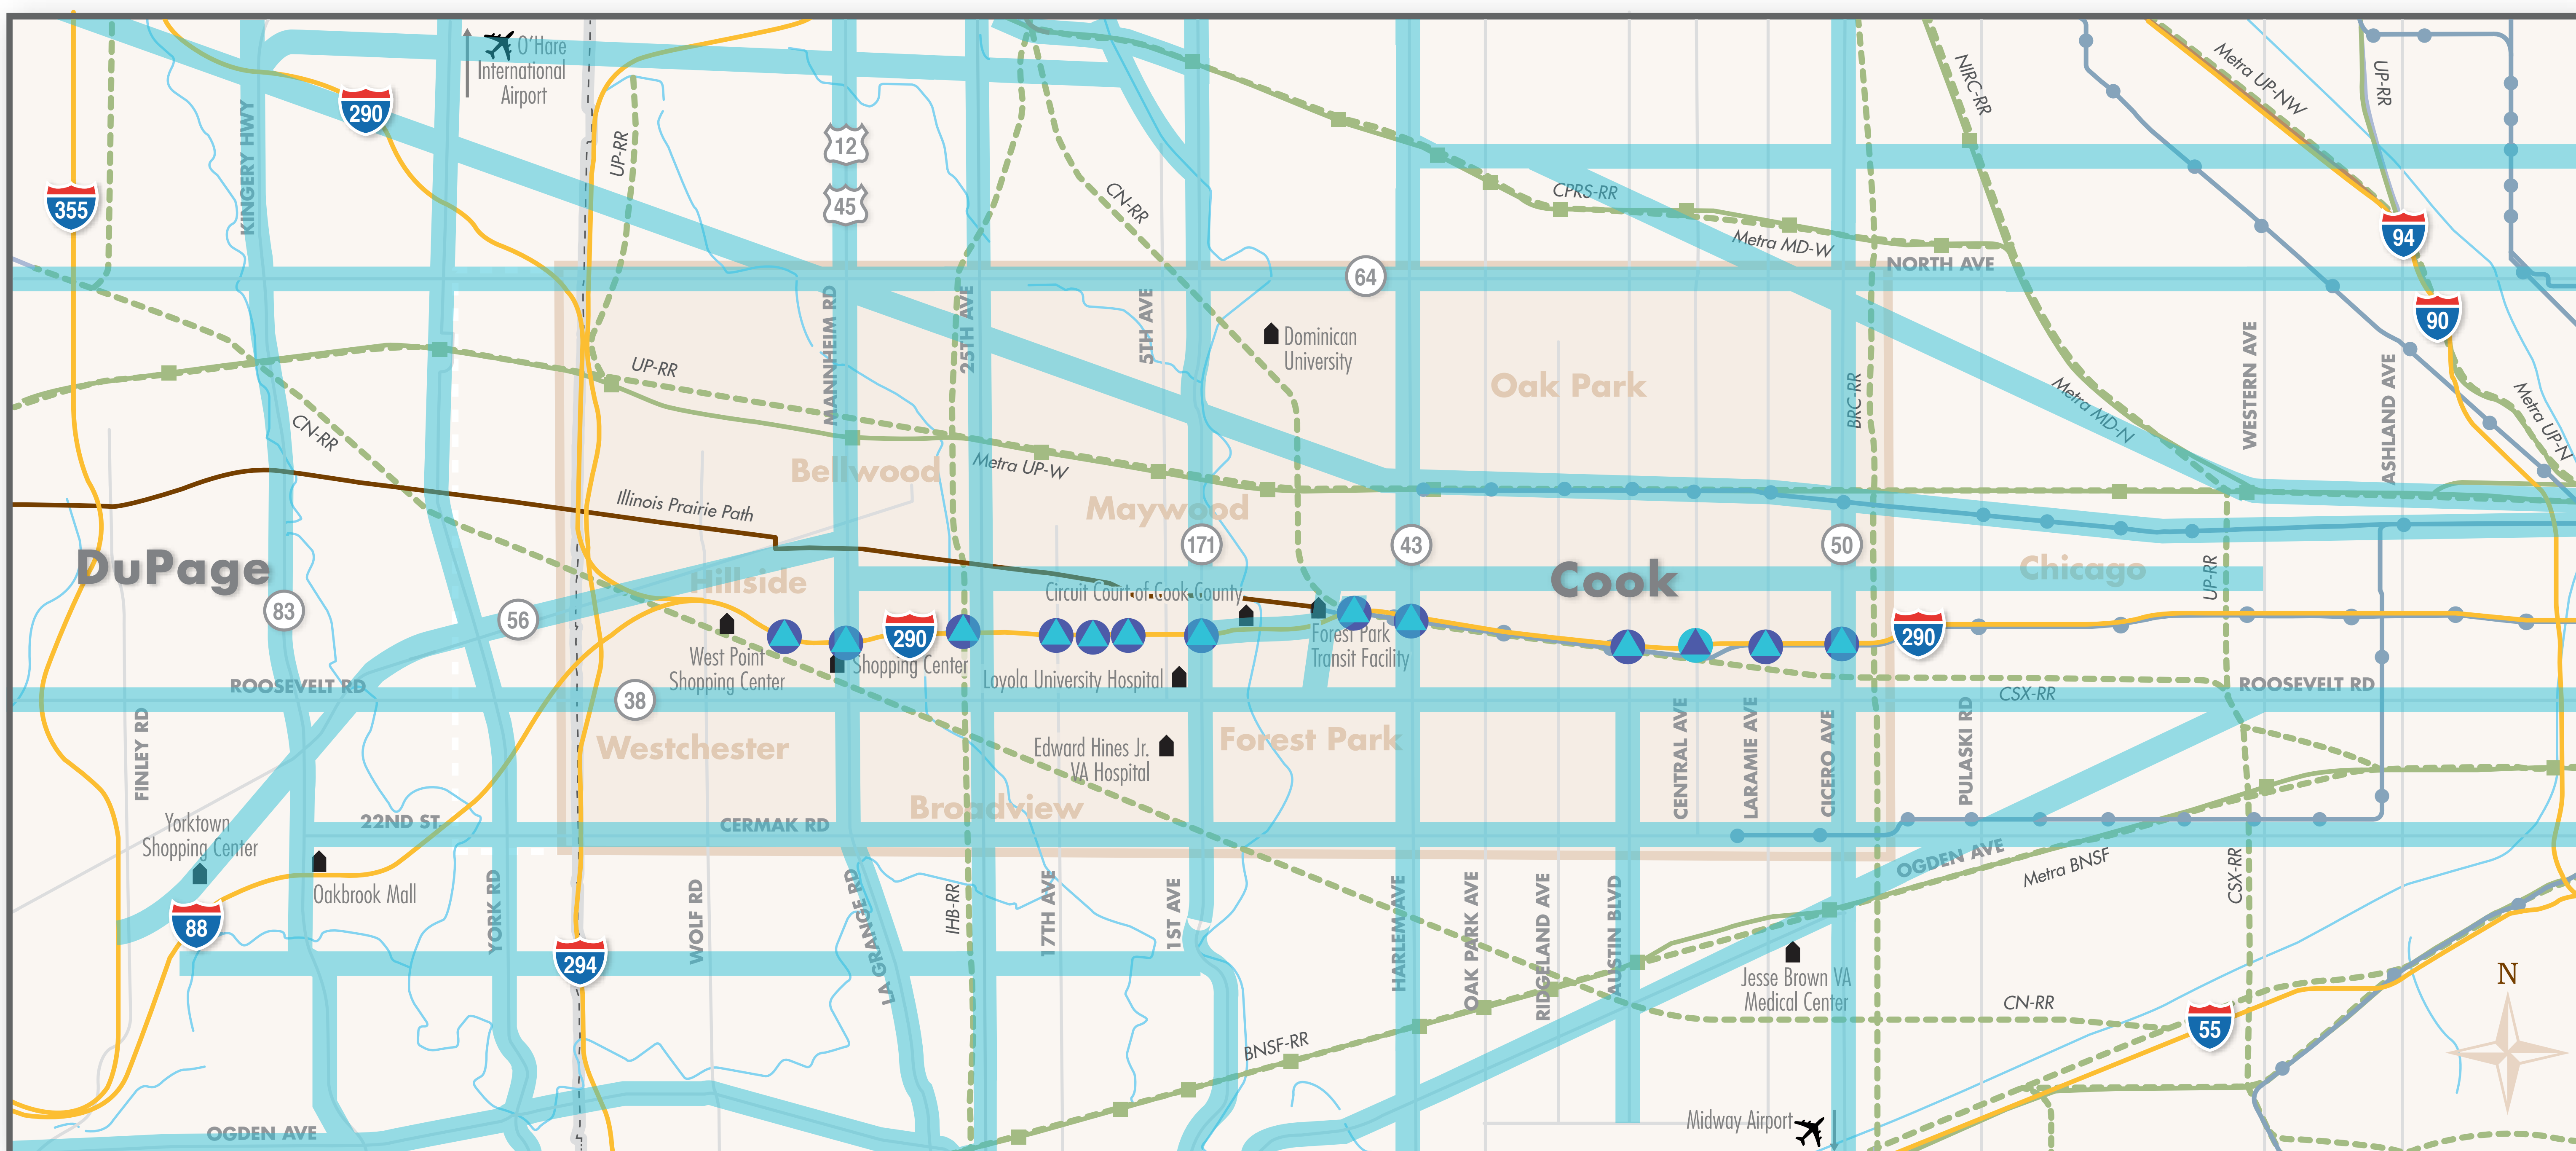 O'Hare
International
Airport
290
KINGERY HWY
355
UP-RR
12
45
CN-RR
CPRS-RR
Metra MD-W
NIRC-RR
Metra UP-NW
UP-RR
94
90
NORTH AVE
64
MANNHEIM RD
25TH AVE
5TH AVE
Dominican
University
Oak Park
BRC-RR
Metra MD-N
WESTERN AVE
ASHLAND AVE
Metra UP-N
UP-RR
CN-RR
Bellwood
Metra UP-W
Maywood
Illinois Prairie Path
DuPage
171
43
50
Cook
Chicago
UP-RR
Hillside
Circuit Court of Cook County
83
56
290
290
Forest Park
Transit Facility
West Point
Shopping Center
Shopping Center
Loyola University Hospital
ROOSEVELT RD
38
CSX-RR
ROOSEVELT RD
FINLEY RD
Westchester
Edward Hines Jr.
VA Hospital
Forest Park
CENTRAL AVE
LARAMIE AVE
CICERO AVE
PULASKI RD
Broadview
Yorktown
Shopping Center
22ND ST.
CERMAK RD
OGDEN AVE
Metra BNSF
CSX-RR
Oakbrook Mall
88
YORK RD
294
WOLF RD
LA GRANGE RD
IHB-RR
17TH AVE
1ST AVE
HARLEM AVE
OAK PARK AVE
RIDGELAND AVE
AUSTIN BLVD
Jesse Brown VA
Medical Center
CN-RR
55
N
BNSF-RR
Midway Airport
OGDEN AVE